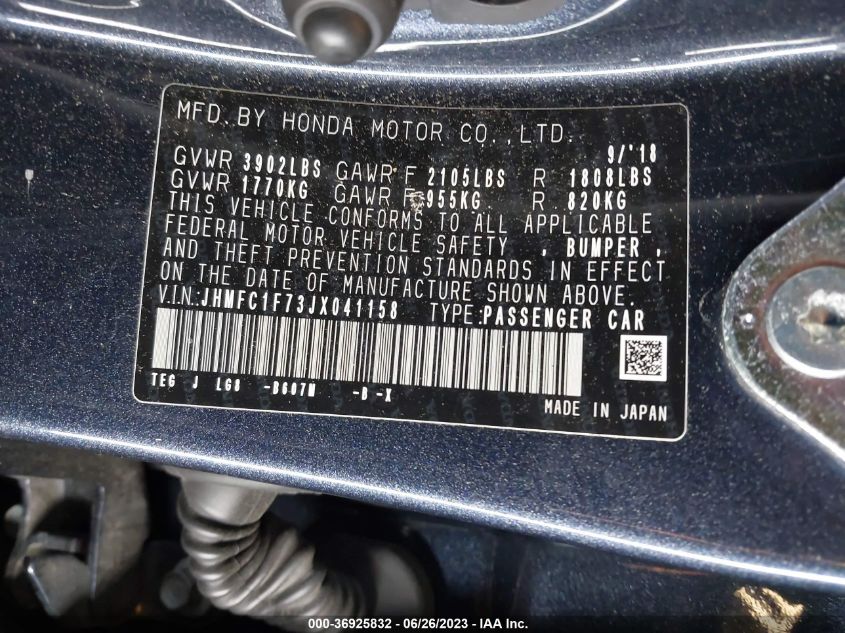 MFD. BY HONDA MOTOR CO., LTD.
9/'18
GVWR 3902LBS GAWR F 2105LBS R 1808LBS
GVWR 1770KG GAWR F 955KG R 820KG
THIS VEHICLE CONFORMS TO ALL APPLICABLE
FEDERAL MOTOR VEHICLE SAFETY , BUMPER ,
AND THEFT PREVENTION STANDARDS IN EFFECT
ON THE DATE OF MANUFACTURE SHOWN ABOVE.
V.I.N:JHMFC1F73JX041158 TYPE:PASSENGER CAR
TEG J LG8 -B607M -B -X
MADE IN JAPAN
000-36925832 - 06/26/2023 - IAA Inc.